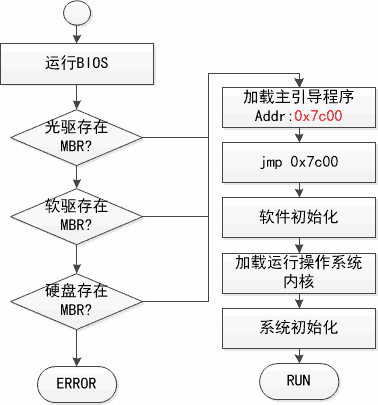 运行BIOS
光驱存在
MBR?
软驱存在
MBR?
硬盘存在
MBR?
ERROR
加载主引导程序
Addr:0x7c00
jmp 0x7c00
软件初始化
加载运行操作系统
内核
系统初始化
RUN